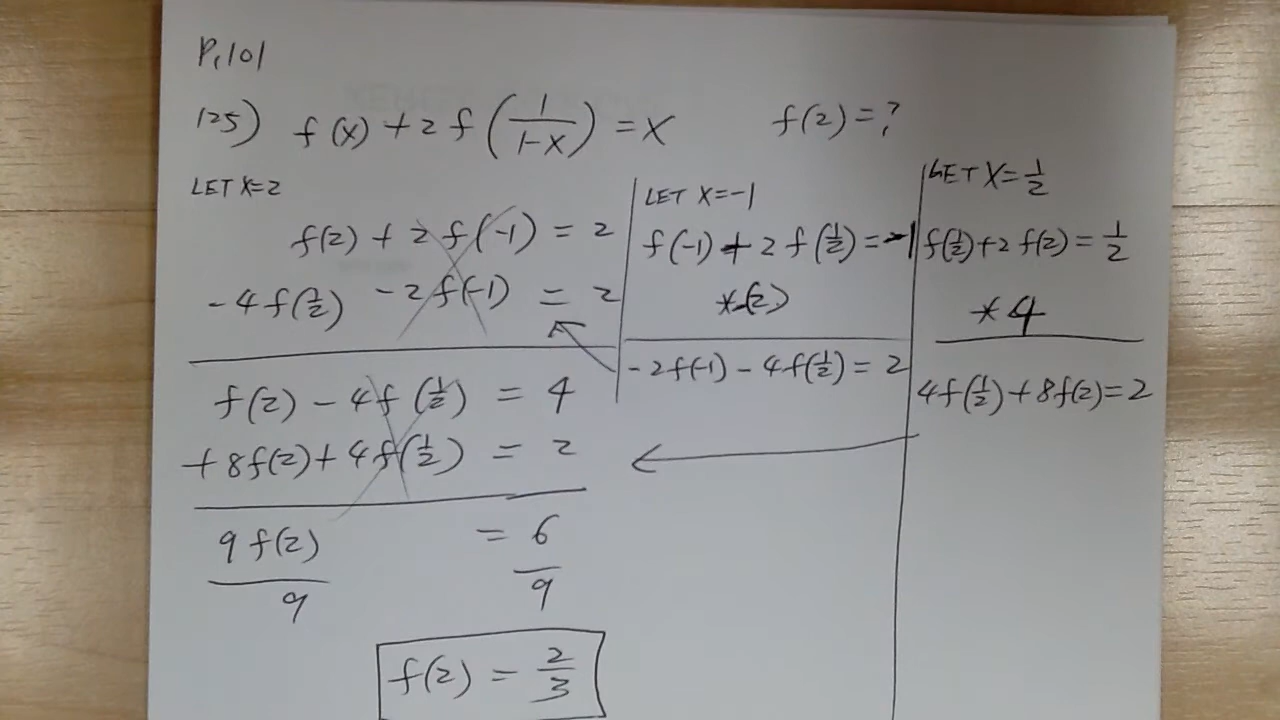 P.101
125) f(x) + 2f(1/(1-x)) = x f(2) = ?
LET X=2
f(2) + 2f(-1) = 2
-4f(1/2) -2f(-1) = 2
f(2) - 4f(1/2) = 4
+8f(2) + 4f(1/2) = 2
9f(2) = 6
9 9
f(2) = 2/3
LET X=-1
f(-1) + 2f(1/2) = -1
*(-2)
-2f(-1) - 4f(1/2) = 2
LET X=1/2
f(1/2) + 2f(2) = 1/2
*4
4f(1/2) + 8f(2) = 2